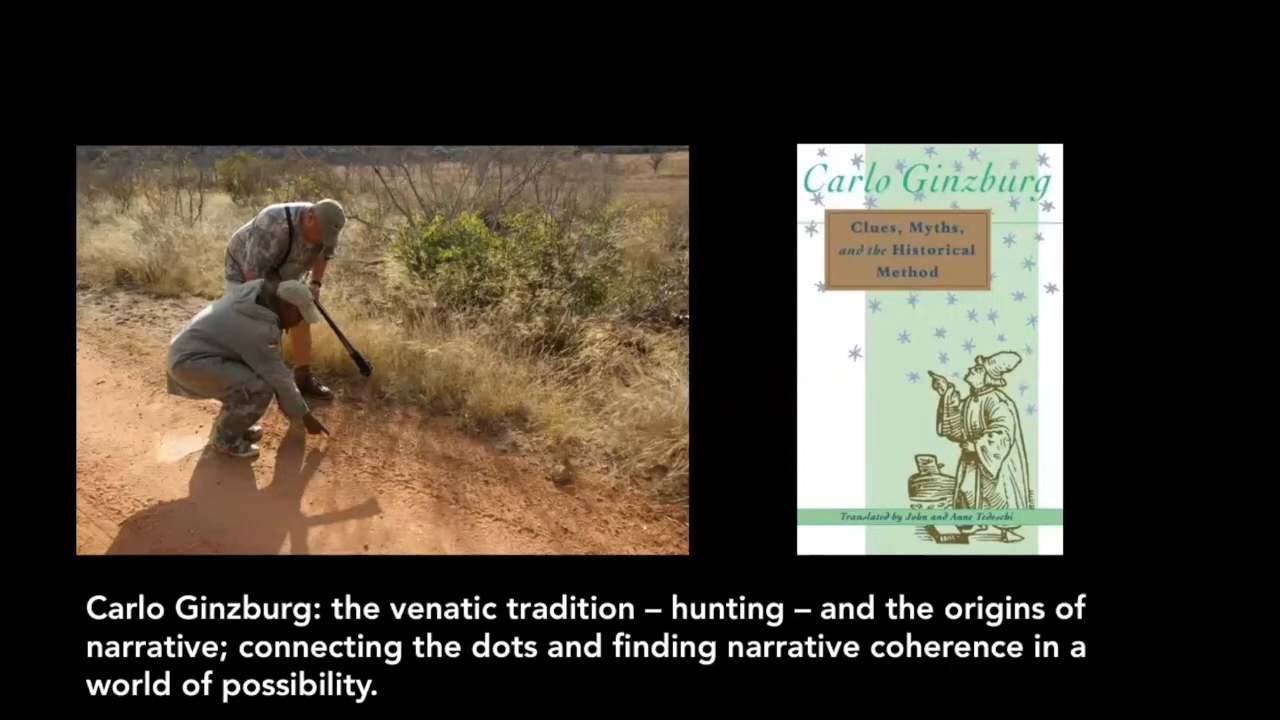 Carlo Ginzburg
Clues, Myths,
and the Historical
Method
Translated by John and Anne Tedeschi
Carlo Ginzburg: the venatic tradition – hunting – and the origins of
narrative; connecting the dots and finding narrative coherence in a
world of possibility.